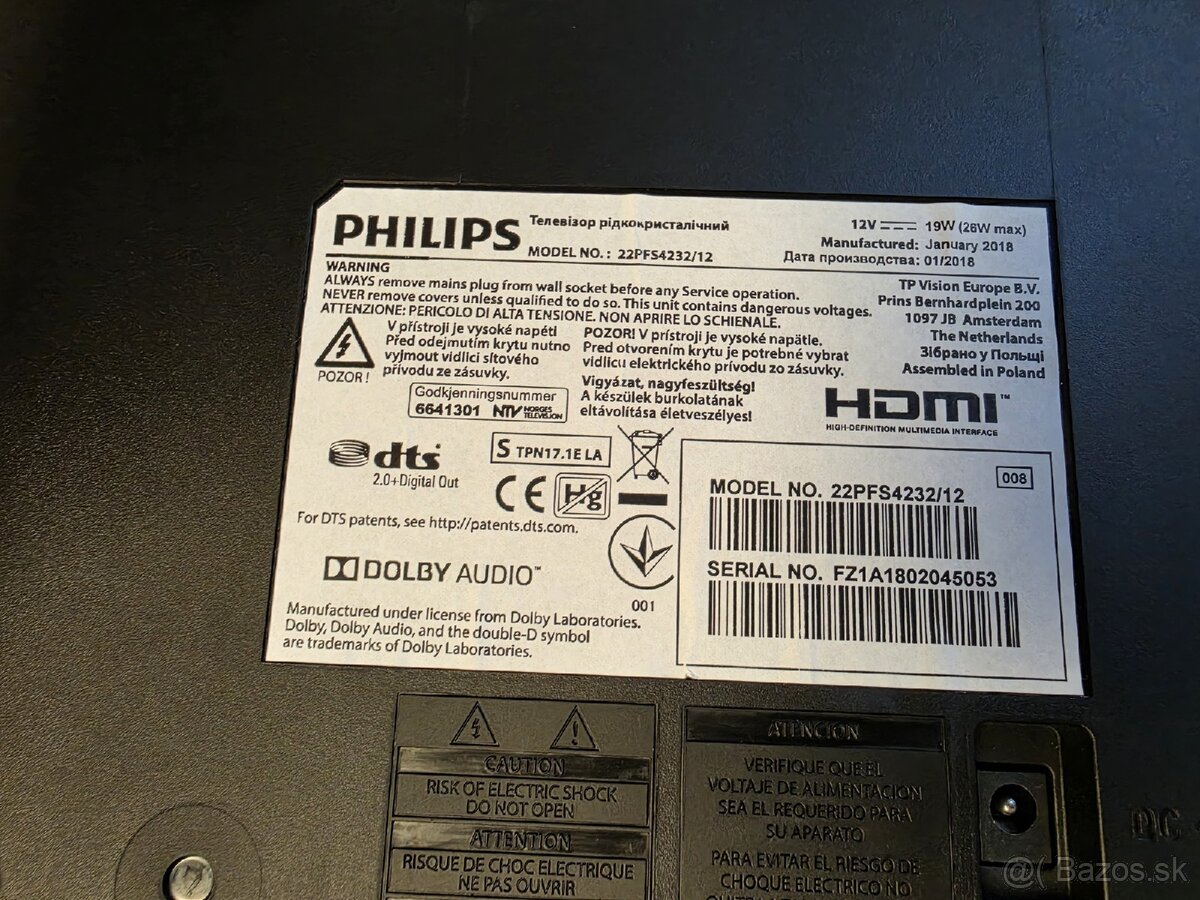 PHILIPS
Телевізор рідкокристалічний
MODEL NO. : 22PFS4232/12
12V 19W (26W max)
Manufactured: January 2018
Дата производства: 01/2018
WARNING
ALWAYS remove mains plug from wall socket before any Service operation.
NEVER remove covers unless qualified to do so. This unit contains dangerous voltages.
ATTENZIONE: PERICOLO DI ALTA TENSIONE. NON APRIRE LO SCHIENALE.
TP Vision Europe B.V.
Prins Bernhardplein 200
1097 JB Amsterdam
The Netherlands
Зібрано у Польщі
Assembled in Poland
POZOR!
V přístroji je vysoké napětí
Před odejmutím krytu nutno
vyjmout vidlici síťového
přívodu ze zásuvky.
POZOR! V prístroji je vysoké napätie.
Pred otvorením krytu je potrebné vybrat
vidlicu elektrického prívodu zo zásuvky.
Vigyázat, nagyfeszültség!
A készülek burkolatának
eltávolítása életveszélyes!
Godkjenningsnummer
6641301 NTV NORGES TELEVISJON
HDMI™
HIGH-DEFINITION MULTIMEDIA INTERFACE
dts
2.0+Digital Out
S TPN17.1E LA
CE Hg
For DTS patents, see http://patents.dts.com.
DOLBY AUDIO™
001
Manufactured under license from Dolby Laboratories.
Dolby, Dolby Audio, and the double-D symbol
are trademarks of Dolby Laboratories.
008
MODEL NO. 22PFS4232/12
SERIAL NO. FZ1A1802045053
CAUTION
RISK OF ELECTRIC SHOCK
DO NOT OPEN
ATTENTION
RISQUE DE CHOC ELECTRIQUE
NE PAS OUVRIR
ATENCION
VERIFIQUE QUE EL
VOLTAJE DE ALIMENTACION
SEA EL REQUERIDO PARA
SU APARATO
PARA EVITAR EL RIESGO DE
CHOQUE ELECTRICO NO
DC
@( Bazos.sk